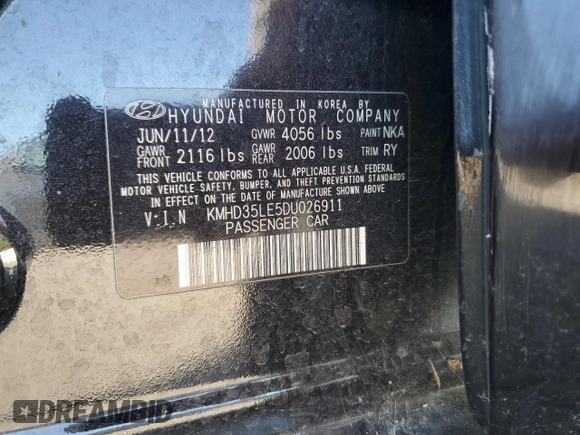 MANUFACTURED IN KOREA BY
HYUNDAI MOTOR COMPANY
JUN/11/12 GVWR 4056 lbs PAINT NKA
GAWR FRONT 2116 lbs GAWR REAR 2006 lbs TRIM RY
THIS VEHICLE CONFORMS TO ALL APPLICABLE U.S.A FEDERAL
MOTOR VEHICLE SAFETY, BUMPER, AND THEFT PREVENTION STANDARDS
IN EFFECT ON THE DATE OF MANUFACTURE SHOWN ABOVE.
V.I.N KMHD35LE5DU026911
PASSENGER CAR
DREAMBID